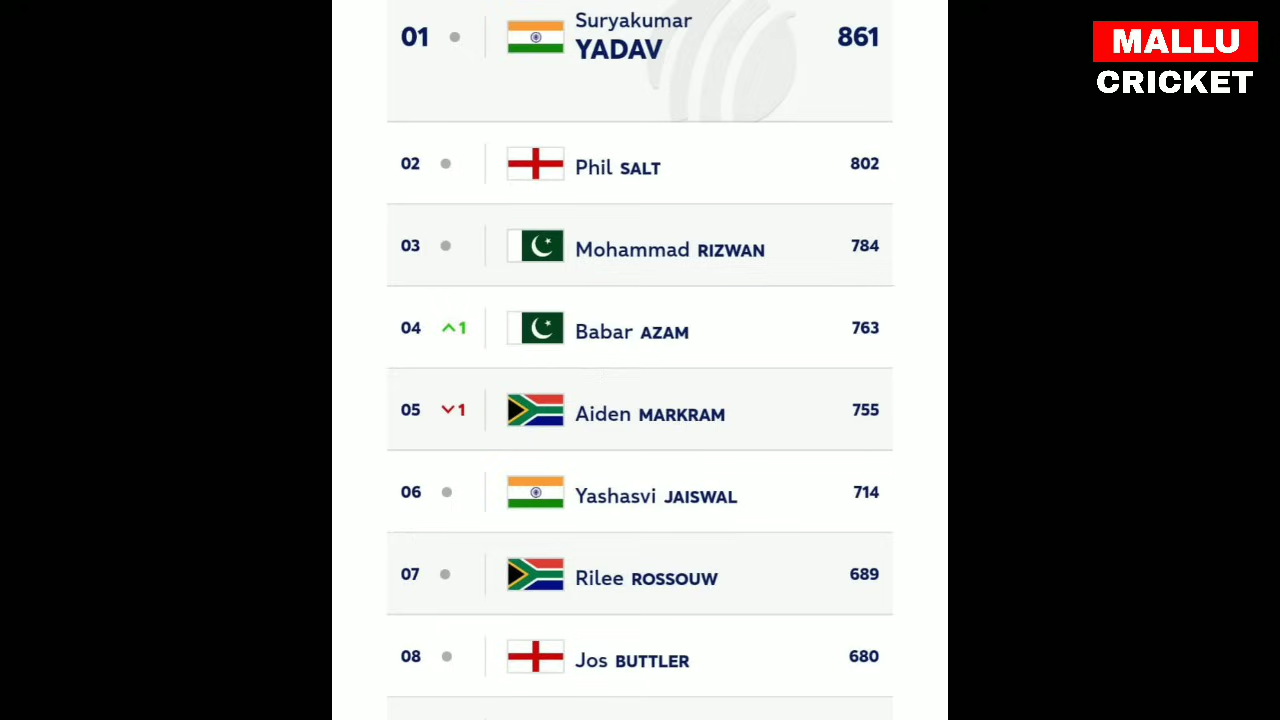 MALLU
CRICKET
01 Suryakumar YADAV 861
02 Phil SALT 802
03 Mohammad RIZWAN 784
04 1 Babar AZAM 763
05 1 Aiden MARKRAM 755
06 Yashasvi JAISWAL 714
07 Rilee ROSSOUW 689
08 Jos BUTTLER 680